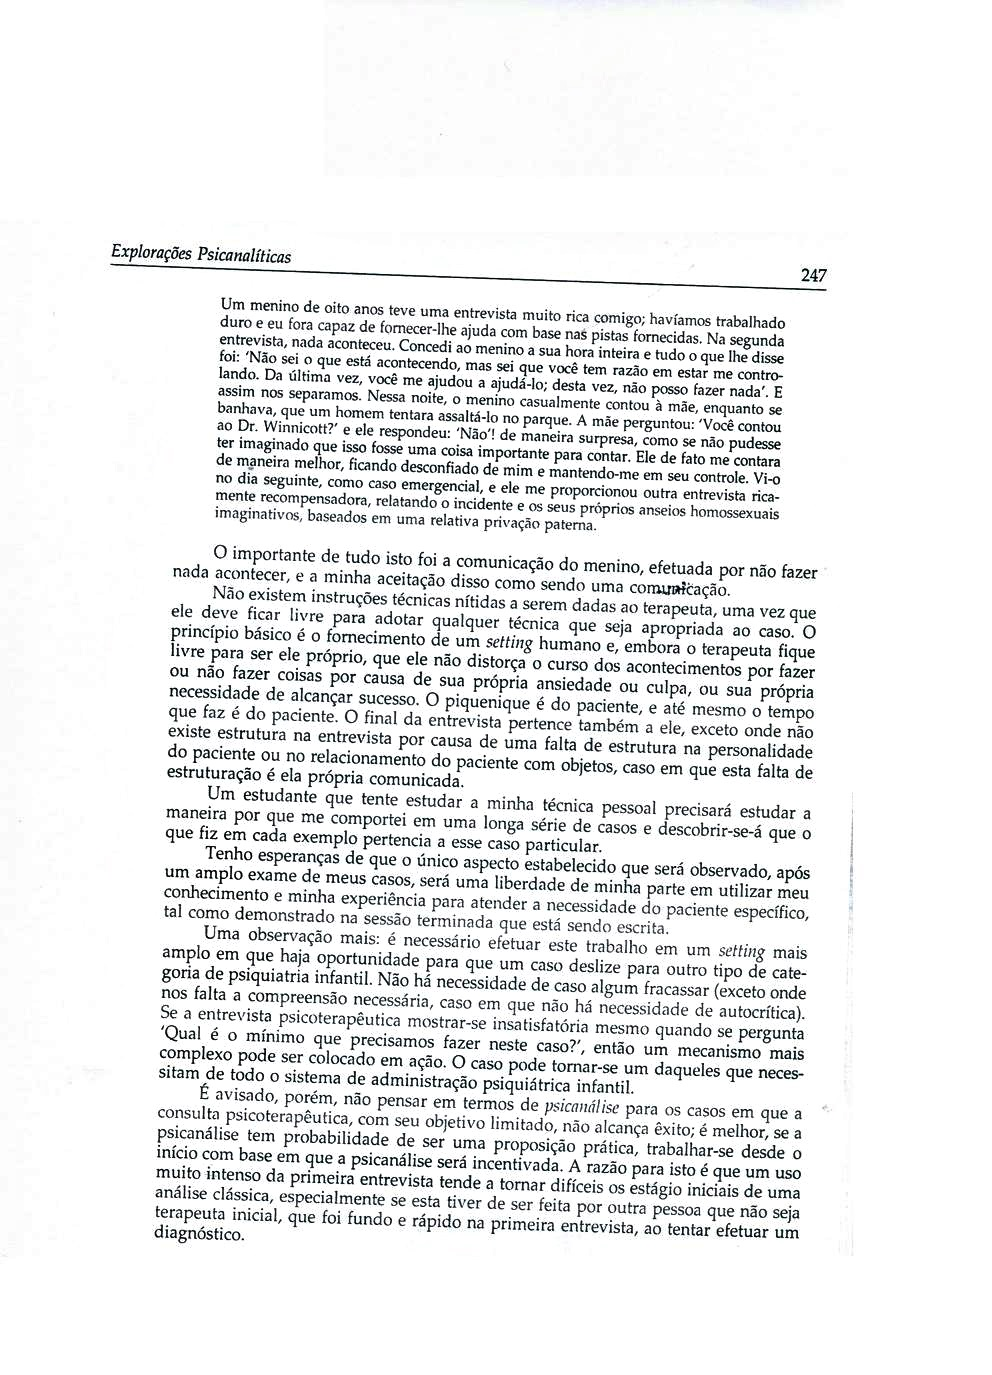 Explorações Psicanalíticas
247
Um menino de oito anos teve uma entrevista muito rica comigo; havíamos trabalhado
duro e eu fora capaz de fornecer-lhe ajuda com base nas pistas fornecidas. Na segunda
entrevista, nada aconteceu. Concedi ao menino a sua hora inteira e tudo o que lhe disse
foi: 'Não sei o que está acontecendo, mas sei que você tem razão em estar me contro-
lando. Da última vez, você me ajudou a ajudá-lo; desta vez, não posso fazer nada'. E
assim nos separamos. Nessa noite, o menino casualmente contou à mãe, enquanto se
banhava, que um homem tentara assaltá-lo no parque. A mãe perguntou: 'Você contou
ao Dr. Winnicott?' e ele respondeu: 'Não'! de maneira surpresa, como se não pudesse
ter imaginado que isso fosse uma coisa importante para contar. Ele de fato me contara
de maneira melhor, ficando desconfiado de mim e mantendo-me em seu controle. Vi-o
no dia seguinte, como caso emergencial, e ele me proporcionou outra entrevista rica-
mente recompensadora, relatando o incidente e os seus próprios anseios homossexuais
imaginativos, baseados em uma relativa privação paterna.
O importante de tudo isto foi a comunicação do menino, efetuada por não fazer
nada acontecer, e a minha aceitação disso como sendo uma comunicação.
Não existem instruções técnicas nítidas a serem dadas ao terapeuta, uma vez que
ele deve ficar livre para adotar qualquer técnica que seja apropriada ao caso. O
princípio básico é o fornecimento de um setting humano e, embora o terapeuta fique
livre para ser ele próprio, que ele não distorça o curso dos acontecimentos por fazer
ou não fazer coisas por causa de sua própria ansiedade ou culpa, ou sua própria
necessidade de alcançar sucesso. O piquenique é do paciente, e até mesmo o tempo
que faz é do paciente. O final da entrevista pertence também a ele, exceto onde não
existe estrutura na entrevista por causa de uma falta de estrutura na personalidade
do paciente ou no relacionamento do paciente com objetos, caso em que esta falta de
estruturação é ela própria comunicada.
Um estudante que tente estudar a minha técnica pessoal precisará estudar a
maneira por que me comportei em uma longa série de casos e descobrir-se-á que o
que fiz em cada exemplo pertencia a esse caso particular.
Tenho esperanças de que o único aspecto estabelecido que será observado, após
um amplo exame de meus casos, será uma liberdade de minha parte em utilizar meu
conhecimento e minha experiência para atender a necessidade do paciente específico,
tal como demonstrado na sessão terminada que está sendo escrita.
Uma observação mais: é necessário efetuar este trabalho em um setting mais
amplo em que haja oportunidade para que um caso deslize para outro tipo de cate-
goria de psiquiatria infantil. Não há necessidade de caso algum fracassar (exceto onde
nos falta a compreensão necessária, caso em que não há necessidade de autocrítica).
Se a entrevista psicoterapêutica mostrar-se insatisfatória mesmo quando se pergunta
'Qual é o mínimo que precisamos fazer neste caso?', então um mecanismo mais
complexo pode ser colocado em ação. O caso pode tornar-se um daqueles que neces-
sitam de todo o sistema de administração psiquiátrica infantil.
É avisado, porém, não pensar em termos de psicanálise para os casos em que a
consulta psicoterapêutica, com seu objetivo limitado, não alcança êxito; é melhor, se a
psicanálise tem probabilidade de ser uma proposição prática, trabalhar-se desde o
início com base em que a psicanálise será incentivada. A razão para isto é que um uso
muito intenso da primeira entrevista tende a tornar difíceis os estágio iniciais de uma
análise clássica, especialmente se esta tiver de ser feita por outra pessoa que não seja
terapeuta inicial, que foi fundo e rápido na primeira entrevista, ao tentar efetuar um
diagnóstico.